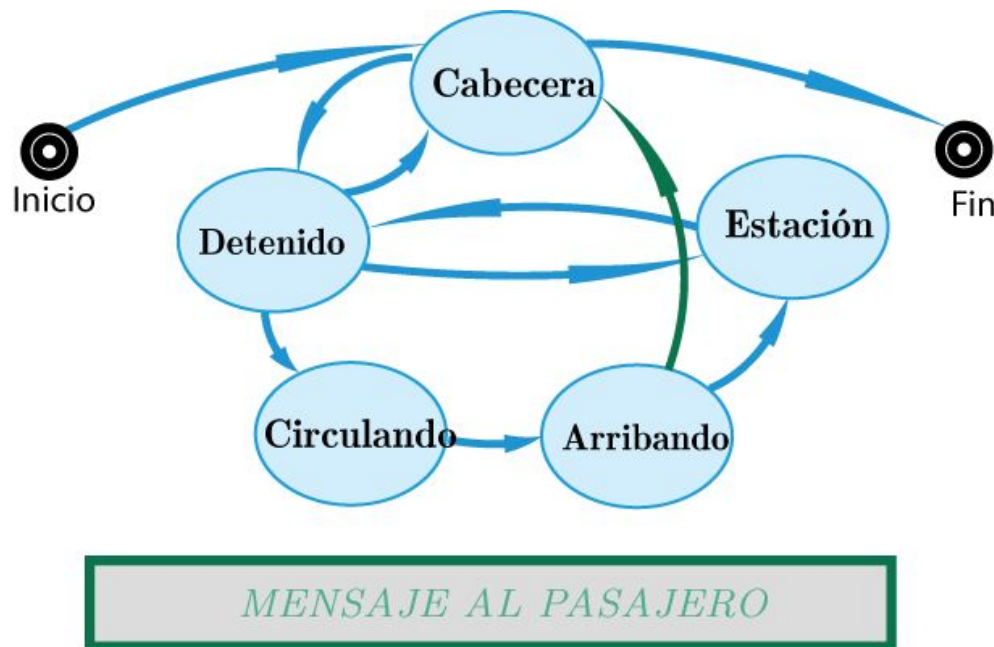 Cabecera
Inicio
Detenido
Estación
Fin
Circulando
Arribando
MENSAJE AL PASAJERO